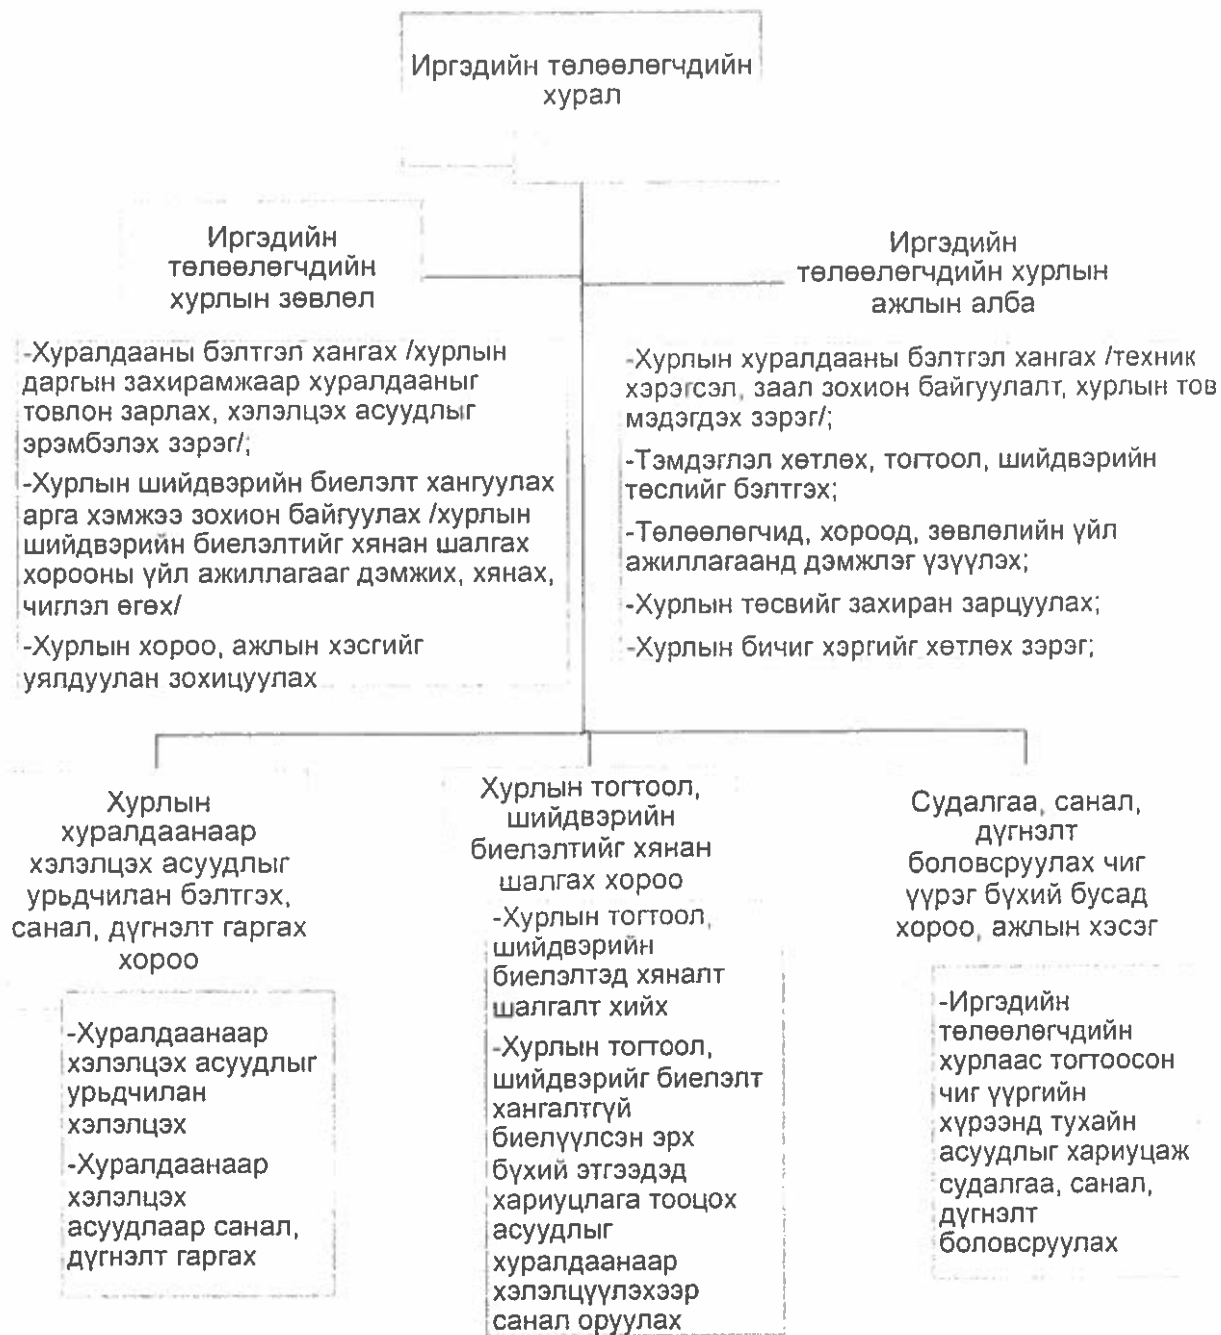 Иргэдийн төлөөлөгчдийн
хурал
Иргэдийн
төлөөлөгчдийн
хурлын зөвлөл
-Хуралдааны бэлтгэл хангах /хурлын
даргын захирамжаар хуралдааныг
товлон зарлах, хэлэлцэх асуудлыг
эрэмбэлэх зэрэг/;
-Хурлын шийдвэрийн биелэлт хангуулах
арга хэмжээ зохион байгуулах /хурлын
шийдвэрийн биелэлтийг хянан шалгах
хорооны үйл ажиллагааг дэмжих, хянах,
чиглэл өгөх/
-Хурлын хороо, ажлын хэсгийг
уялдуулан зохицуулах
Иргэдийн
төлөөлөгчдийн хурлын
ажлын алба
-Хурлын хуралдааны бэлтгэл хангах /техник
хэрэгсэл, заал зохион байгуулалт, хурлын тов
мэдэгдэх зэрэг/;
-Тэмдэглэл хөтлөх, тогтоол, шийдвэрийн
төслийг бэлтгэх;
-Төлөөлөгчид, хороод, зөвлөлийн үйл
ажиллагаанд дэмжлэг үзүүлэх;
-Хурлын төсвийг захиран зарцуулах;
-Хурлын бичиг хэргийг хөтлөх зэрэг;
Хурлын
хуралдаанаар
хэлэлцэх асуудлыг
урьдчилан бэлтгэх,
санал, дүгнэлт гаргах
хороо
-Хуралдаанаар
хэлэлцэх асуудлыг
урьдчилан
хэлэлцэх
-Хуралдаанаар
хэлэлцэх
асуудлаар санал,
дүгнэлт гаргах
Хурлын тогтоол,
шийдвэрийн
биелэлтийг хянан
шалгах хороо
-Хурлын тогтоол,
шийдвэрийн
биелэлтэд хяналт
шалгалт хийх
-Хурлын тогтоол,
шийдвэрийг биелэлт
хангалтгүй
биелүүлсэн эрх
бүхий этгээдэд
хариуцлага тооцох
асуудлыг
хуралдаанаар
хэлэлцүүлэхээр
санал оруулах
Судалгаа, санал,
дүгнэлт
боловсруулах чиг
үүрэг бүхий бусад
хороо, ажлын хэсэг
-Иргэдийн
төлөөлөгчдийн
хурлаас тогтоосон
чиг үүргийн
хүрээнд тухайн
асуудлыг хариуцаж
судалгаа, санал,
дүгнэлт
боловсруулах